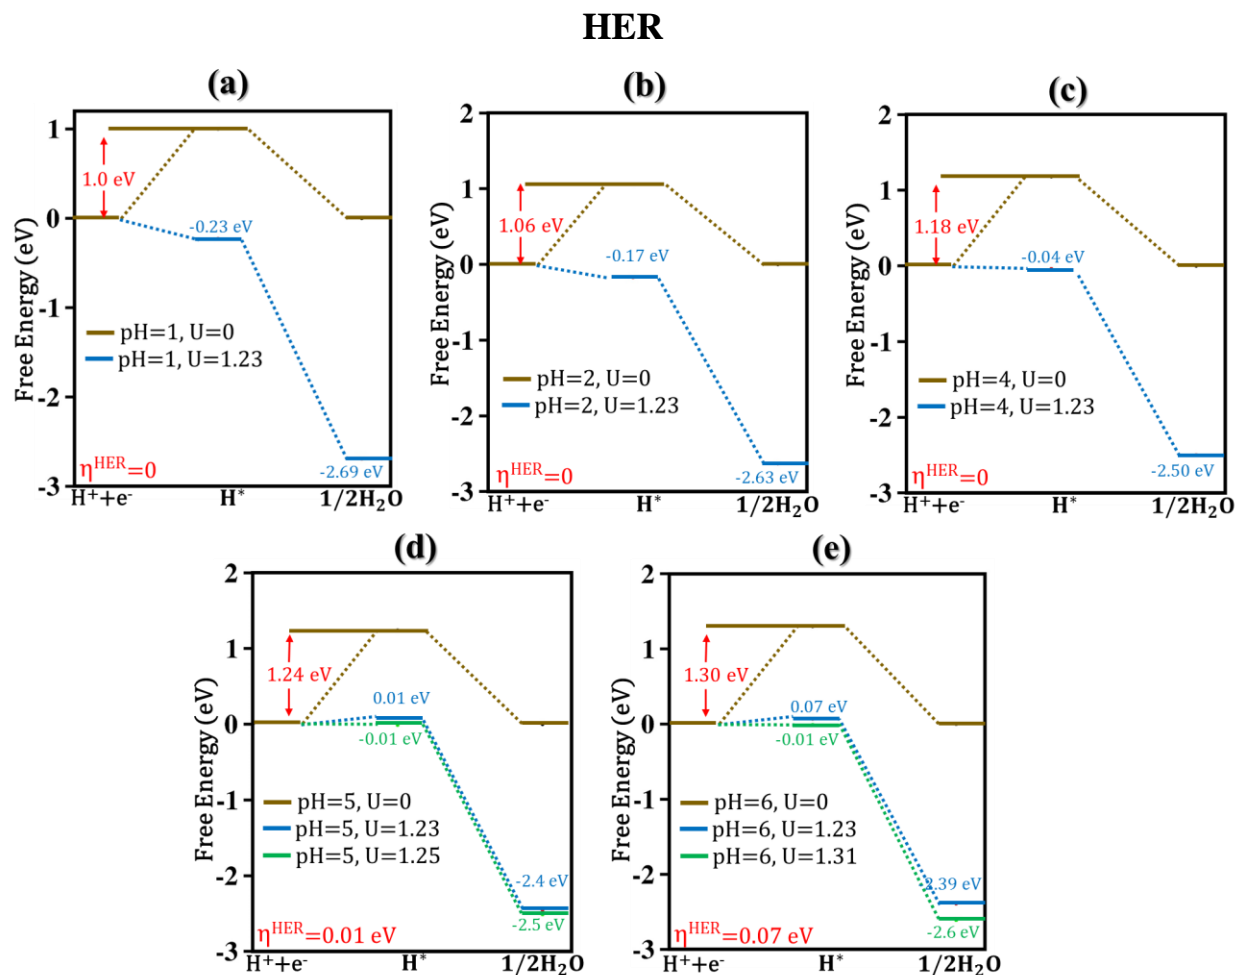 HER
(a)
Free Energy (eV)
1
0
-1
-2
-3
1.0 eV
-0.23 eV
pH=1, U=0
pH=1, U=1.23
η^HER=0
-2.69 eV
H⁺+e⁻ H* 1/2H₂O
(b)
Free Energy (eV)
2
1
0
-1
-2
-3
1.06 eV
-0.17 eV
pH=2, U=0
pH=2, U=1.23
η^HER=0
-2.63 eV
H⁺+e⁻ H* 1/2H₂O
(c)
Free Energy (eV)
2
1
0
-1
-2
-3
1.18 eV
-0.04 eV
pH=4, U=0
pH=4, U=1.23
η^HER=0
-2.50 eV
H⁺+e⁻ H* 1/2H₂O
(d)
Free Energy (eV)
2
1
0
-1
-2
-3
1.24 eV
0.01 eV
-0.01 eV
pH=5, U=0
pH=5, U=1.23
pH=5, U=1.25
-2.4 eV
-2.5 eV
η^HER=0.01 eV
H⁺+e⁻ H* 1/2H₂O
(e)
Free Energy (eV)
2
1
0
-1
-2
-3
1.30 eV
0.07 eV
-0.01 eV
pH=6, U=0
pH=6, U=1.23
pH=6, U=1.31
2.39 eV
-2.6 eV
η^HER=0.07 eV
H⁺+e⁻ H* 1/2H₂O